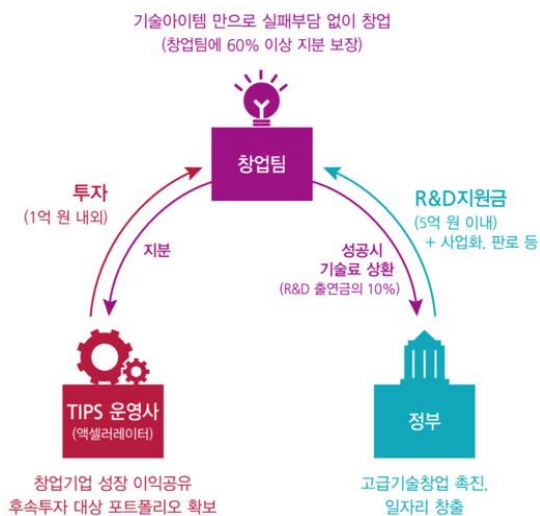 기술아이템 만으로 실패부담 없이 창업
(창업팀에 60% 이상 지분 보장)
창업팀
투자
(1억 원 내외)
지분
R&D지원금
(5억 원 이내)
+ 사업화, 판로 등
성공시
기술료 상환
(R&D 출연금의 10%)
TIPS 운영사
(액셀러레이터)
정부
창업기업 성장 이익공유
후속투자 대상 포트폴리오 확보
고급기술창업 촉진,
일자리 창출